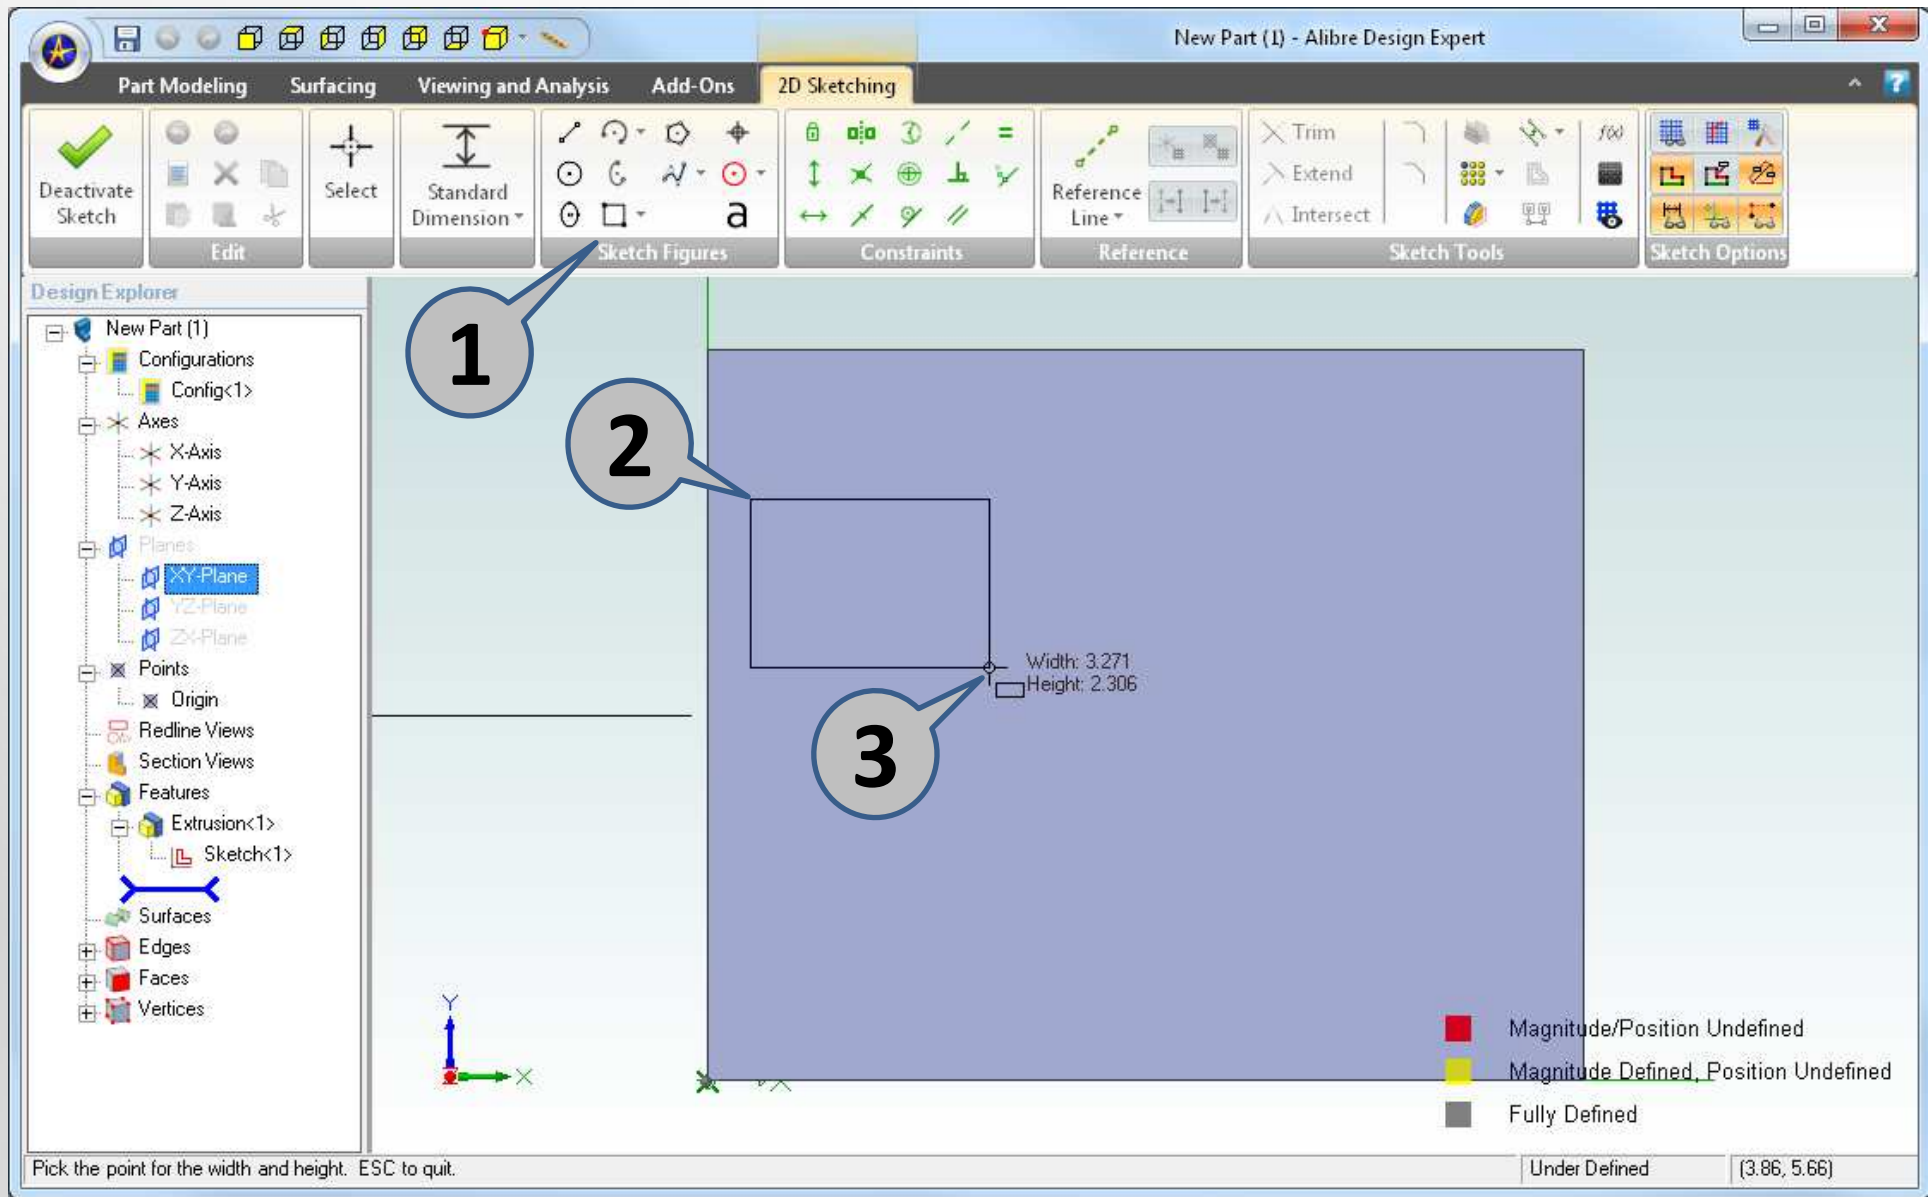 New Part (1) - Alibre Design Expert
Part Modeling Surfacing Viewing and Analysis Add-Ons 2D Sketching
?
Deactivate Sketch
Edit
Select
Standard Dimension
a
Sketch Figures
Constraints
Reference Line
Reference
Trim
Extend
Intersect
f(x)
Sketch Tools
Sketch Options
Design Explorer
New Part (1)
Configurations
Config<1>
Axes
X-Axis
Y-Axis
Z-Axis
Planes
XY-Plane
YZ-Plane
ZX-Plane
Points
Origin
Redline Views
Section Views
Features
Extrusion<1>
Sketch<1>
Surfaces
Edges
Faces
Vertices
1
2
3
Width: 3.271
Height: 2.306
Y
X
X
Magnitude/Position Undefined
Magnitude Defined, Position Undefined
Fully Defined
Pick the point for the width and height. ESC to quit.
Under Defined
(3.86, 5.66)